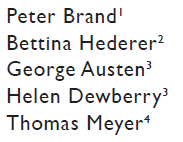 Peter Brand¹
Bettina Hederer²
George Austen³
Helen Dewberry³
Thomas Meyer⁴